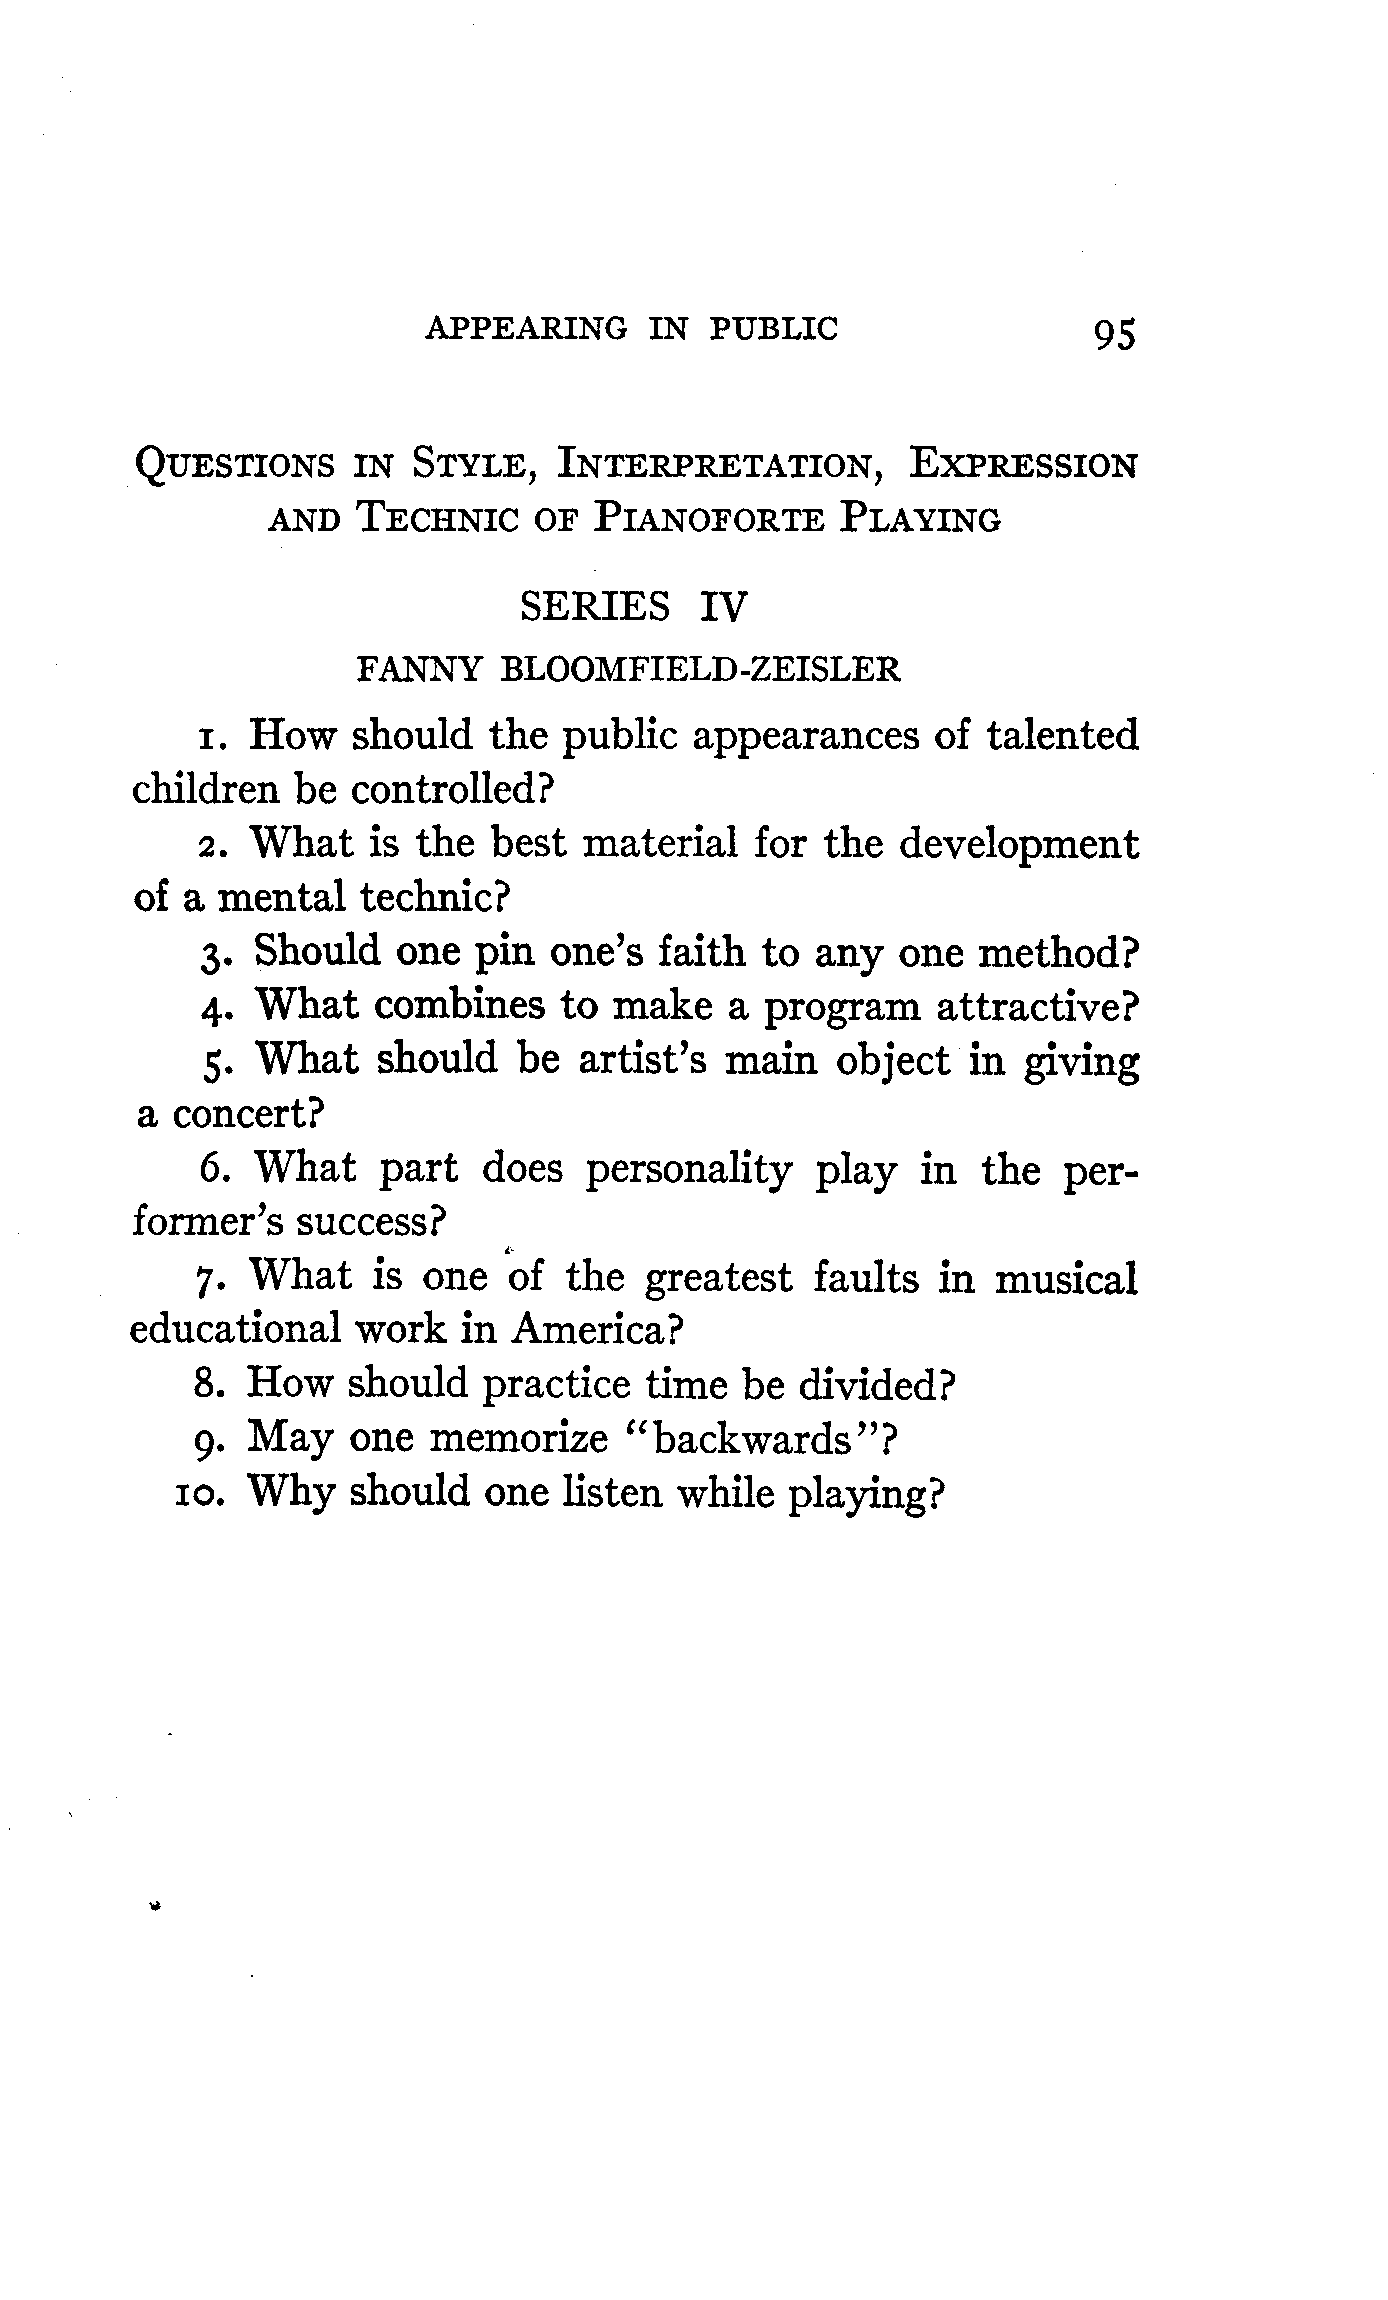 APPEARING IN PUBLIC 95
QUESTIONS IN STYLE, INTERPRETATION, EXPRESSION
AND TECHNIC OF PIANOFORTE PLAYING
SERIES IV
FANNY BLOOMFIELD-ZEISLER
1. How should the public appearances of talented
children be controlled?
2. What is the best material for the development
of a mental technic?
3. Should one pin one's faith to any one method?
4. What combines to make a program attractive?
5. What should be artist's main object in giving
a concert?
6. What part does personality play in the per-
former's success?
7. What is one of the greatest faults in musical
educational work in America?
8. How should practice time be divided?
9. May one memorize "backwards"?
10. Why should one listen while playing?